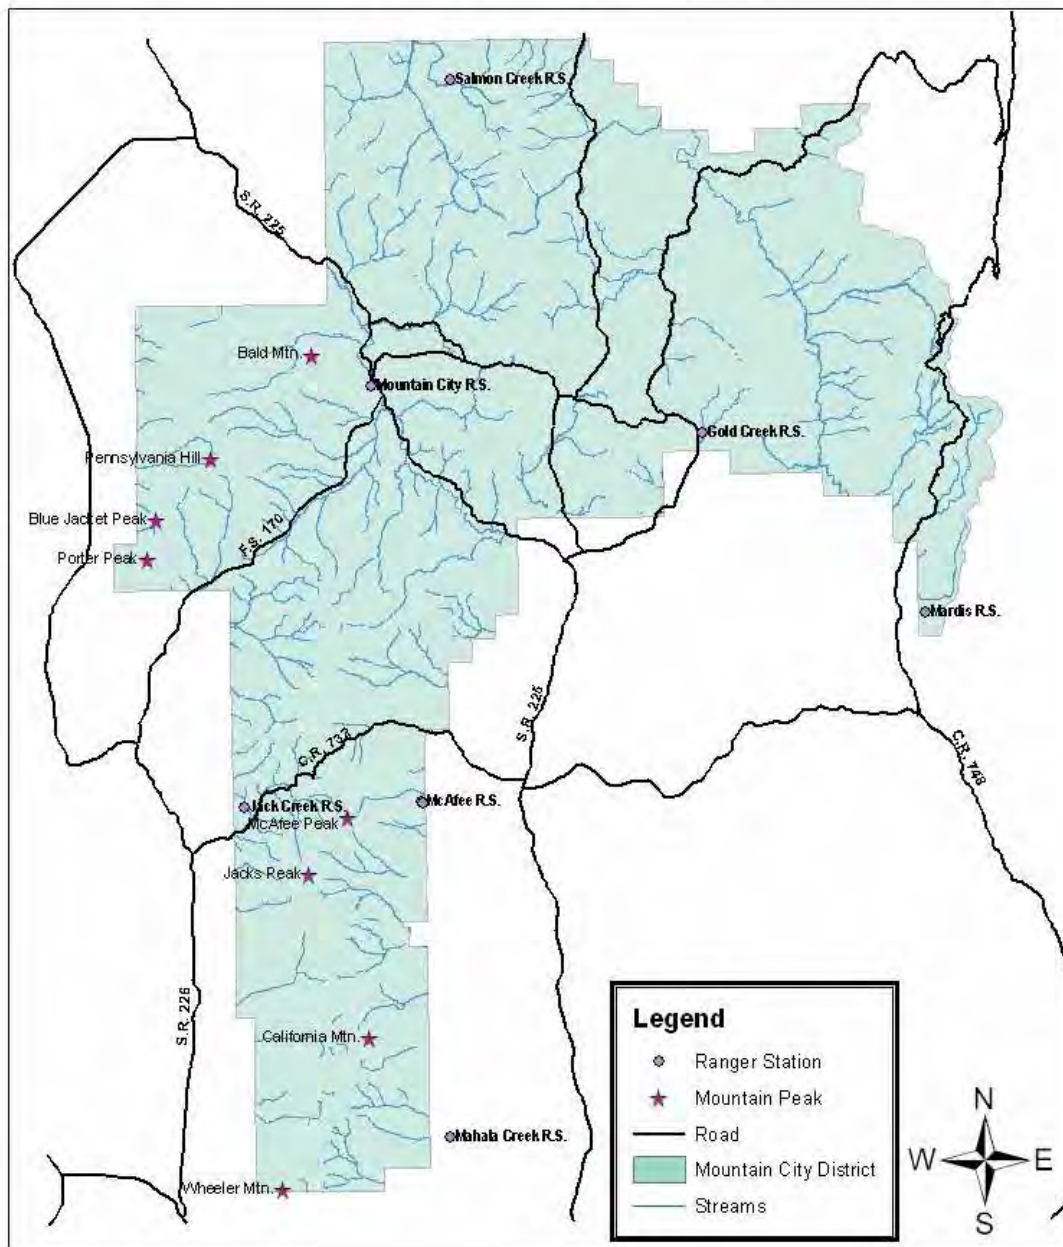 Salmon Creek R.S.
S.R. 225
Bald Mtn.
Mountain City R.S.
Gold Creek R.S.
Pennsylvania Hill
Blue Jacket Peak
F.S. 170
Porter Peak
Mardis R.S.
S.R. 225
C.R. 732
C.R. 748
Jack Creek R.S.
McAfee R.S.
McAfee Peak
Jacks Peak
S.R. 226
California Mtn.
Mahala Creek R.S.
Wheeler Mtn.
Legend
Ranger Station
Mountain Peak
Road
Mountain City District
Streams
N
W E
S